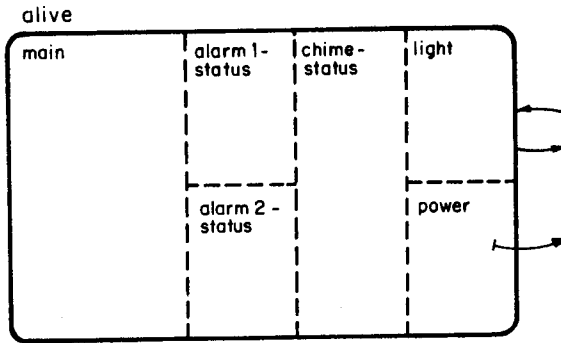 alive
main
alarm 1-
status
chime-
status
light
alarm 2 -
status
power